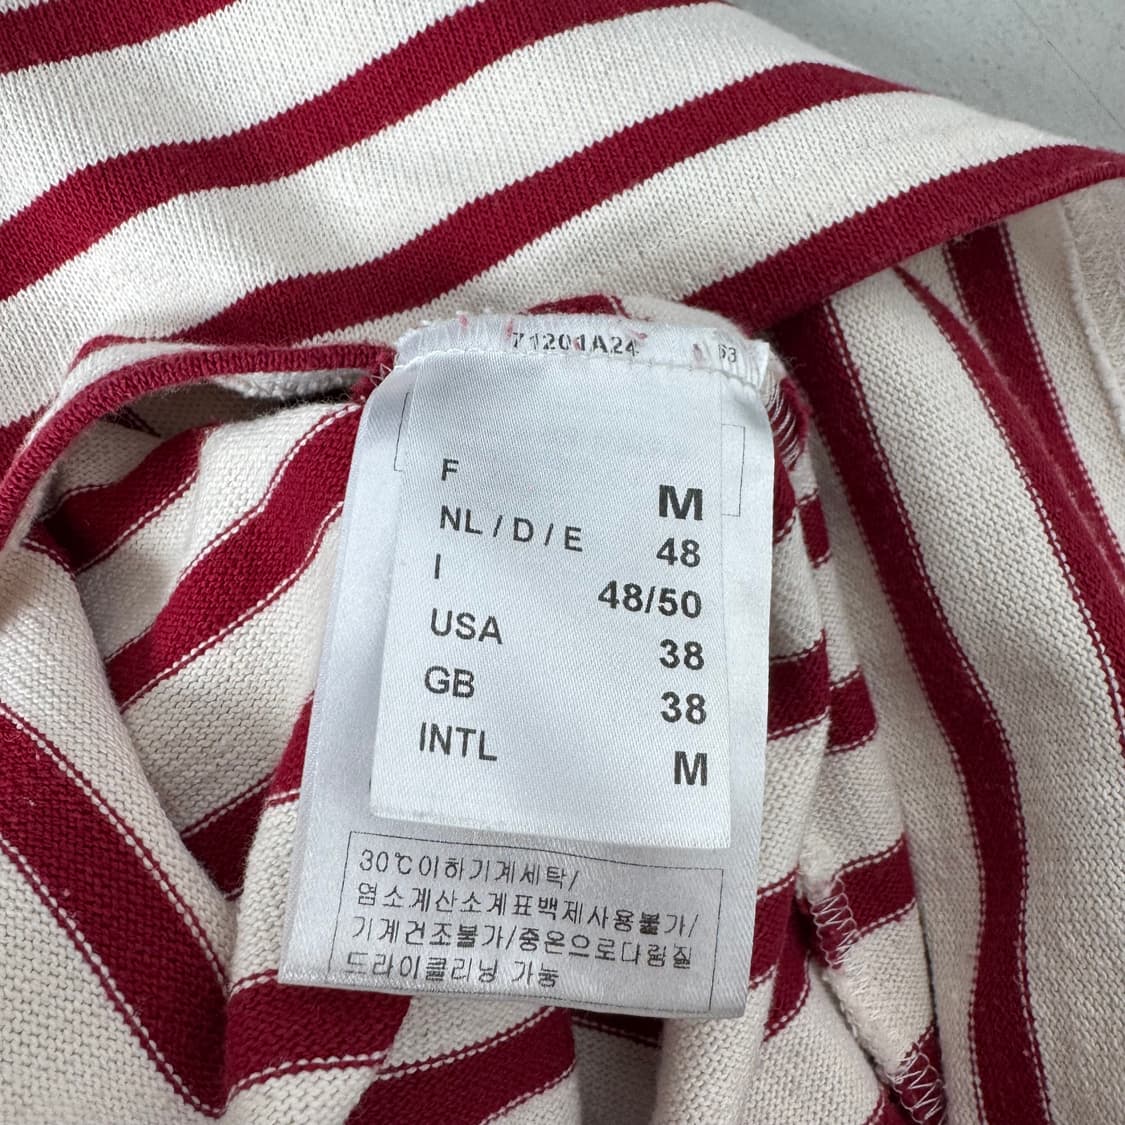 71201A24 63
F M
NL / D / E 48
I 48/50
USA 38
GB 38
INTL M
30℃이하기계세탁/
염소계산소계표백제사용불가/
기계건조불가/중온으로다림질
드라이클리닝 가능